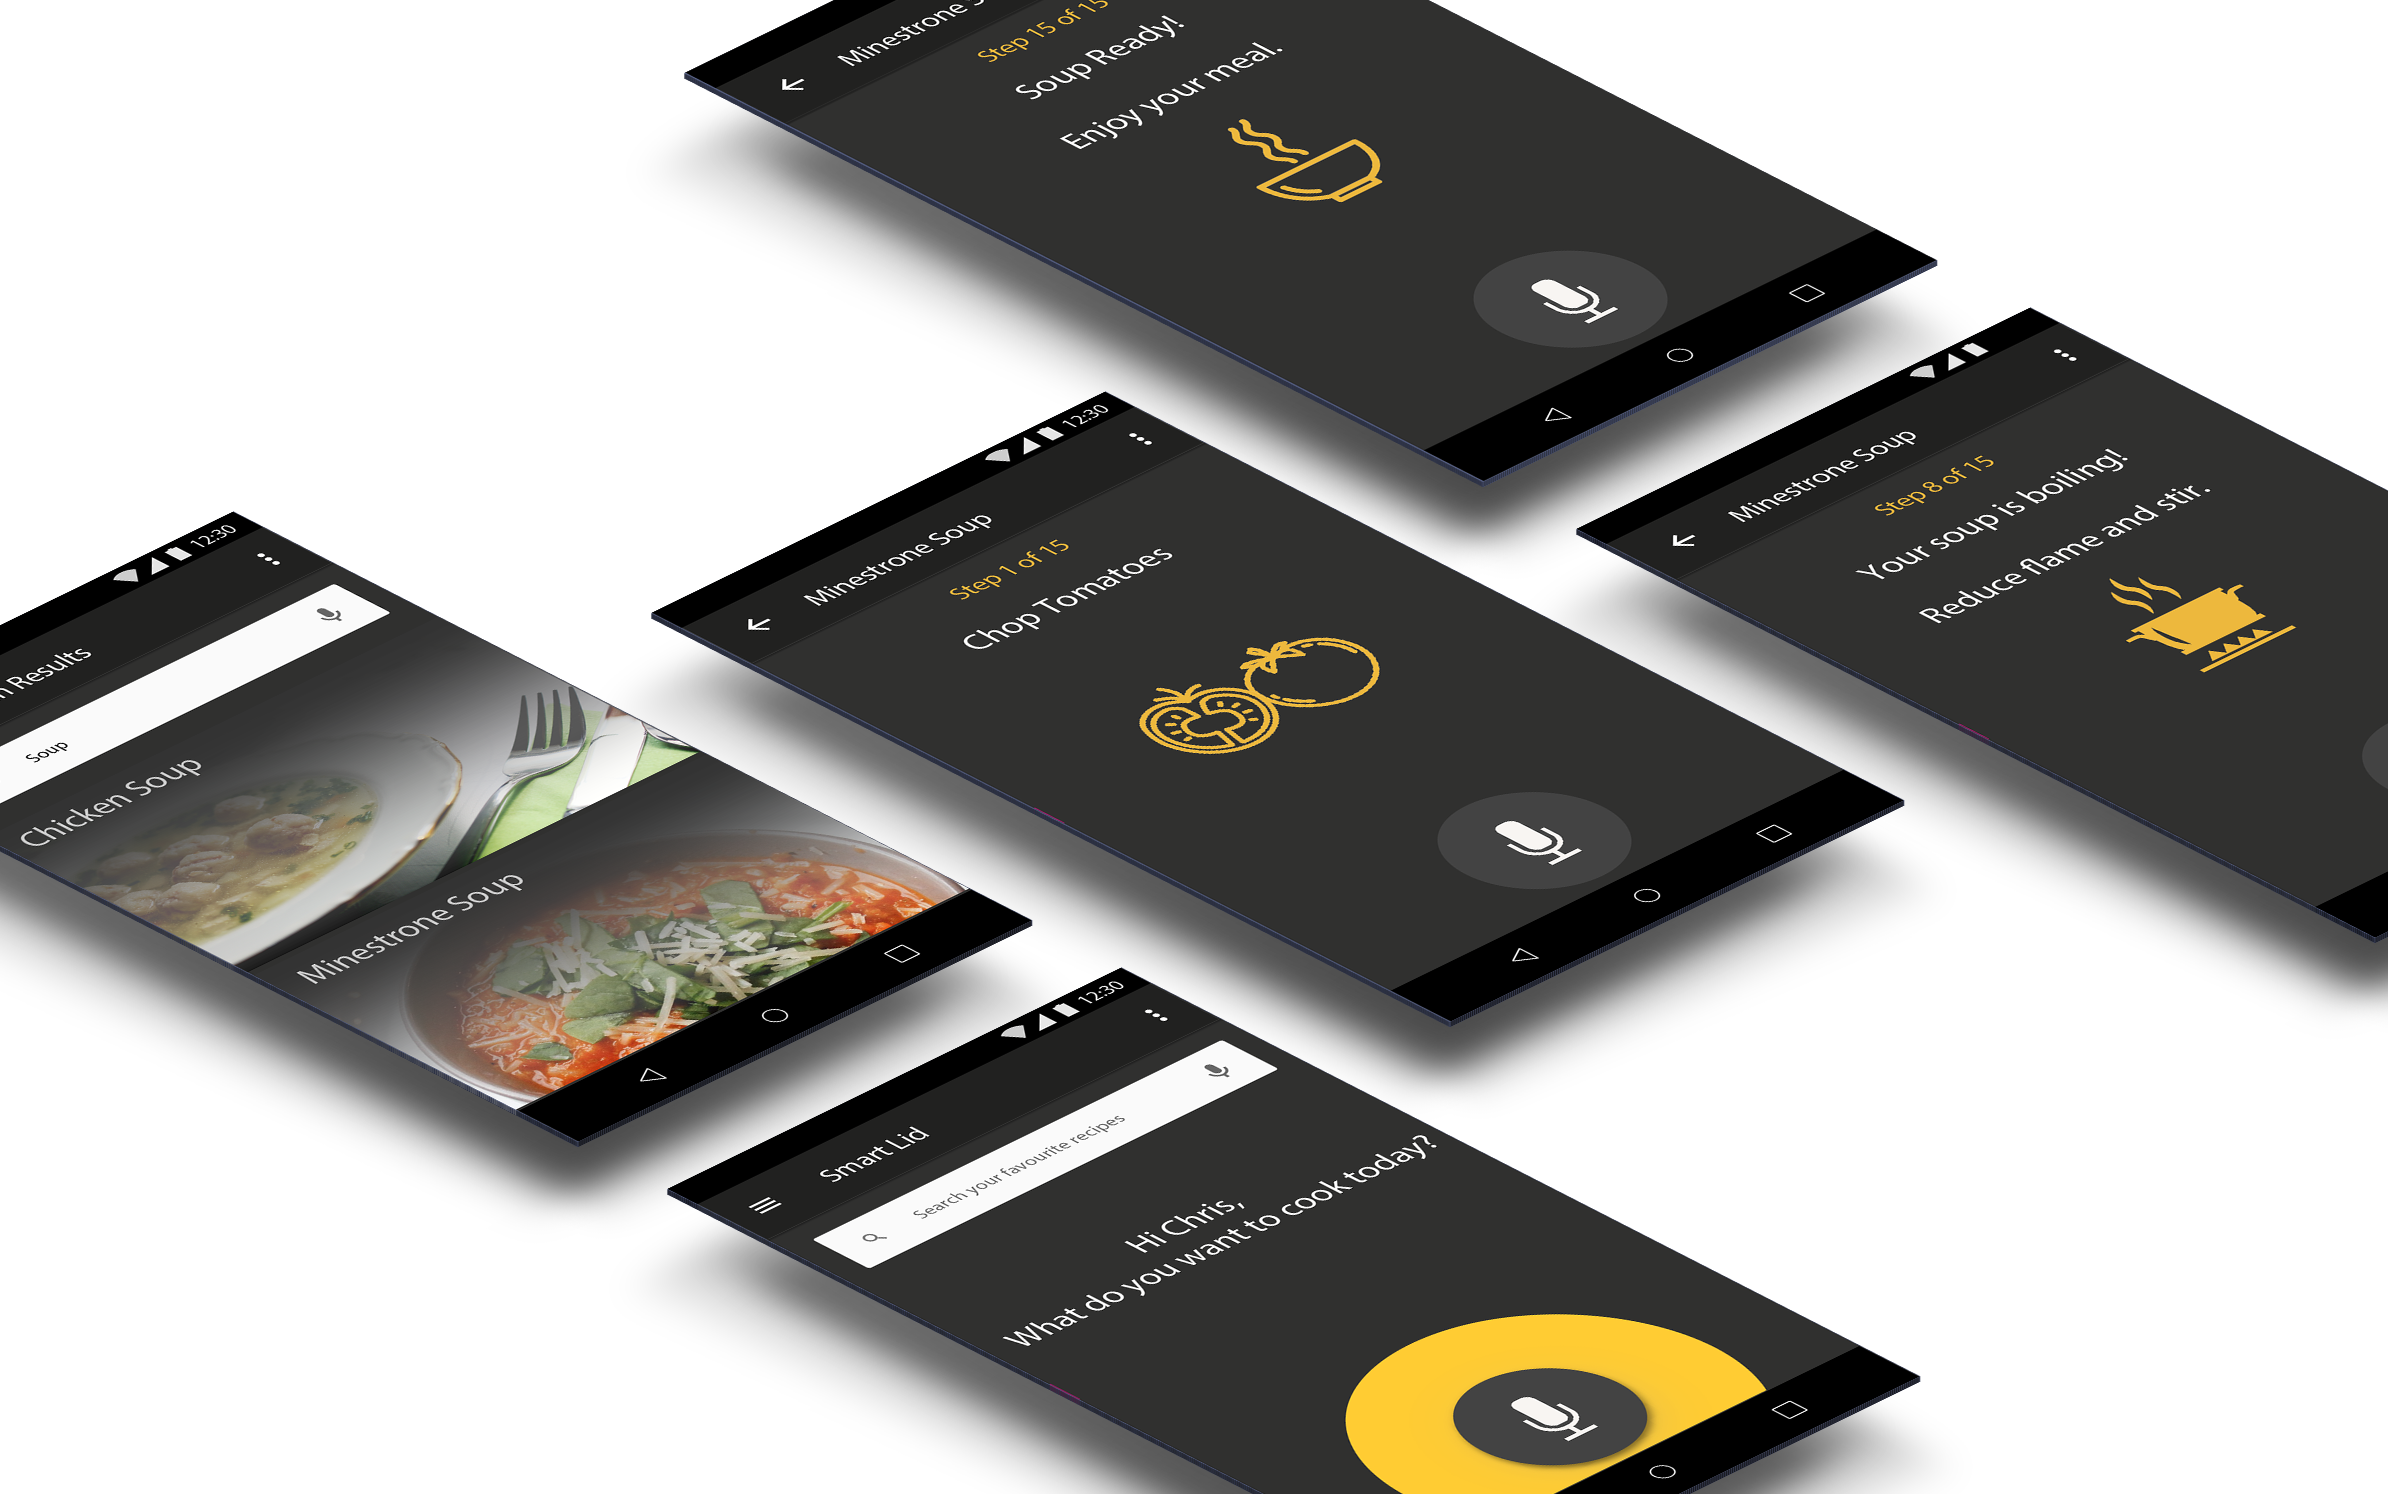 Minestrone S
Step 15 of 15
Soup Ready!
Enjoy your meal.
Minestrone Soup
Step 8 of 15
Your soup is boiling!
Reduce flame and stir.
12:30
Minestrone Soup
Step 1 of 15
Chop Tomatoes
12:30
n Results
Soup
Chicken Soup
Minestrone Soup
12:30
Smart Lid
Search your favourite recipes
Hi Chris,
What do you want to cook today?